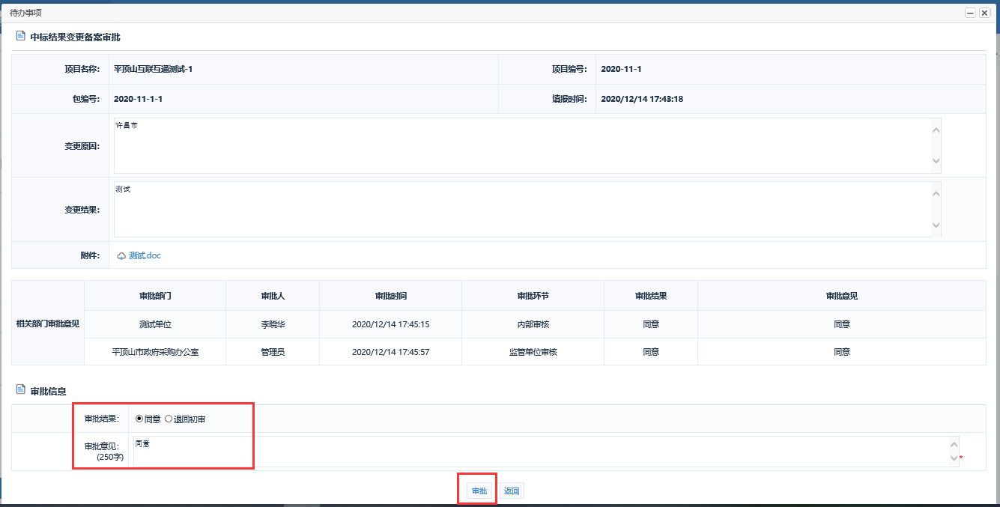 待办事项
中标结果变更备案审批
项目名称： 平顶山互联互通测试-1 项目编号： 2020-11-1
包编号： 2020-11-1-1 填报时间： 2020/12/14 17:43:18
变更原因： 许昌市
变更结果： 测试
附件： 测试.doc
相关部门审批意见
审批部门 审批人 审批时间 审批环节 审批结果 审批意见
测试单位 李晓华 2020/12/14 17:45:15 内部审核 同意 同意
平顶山市政府采购办公室 管理员 2020/12/14 17:45:57 监管单位审核 同意 同意
审批信息
审批结果： 同意 退回初审
审批意见： 同意
(250字) *
审批 返回